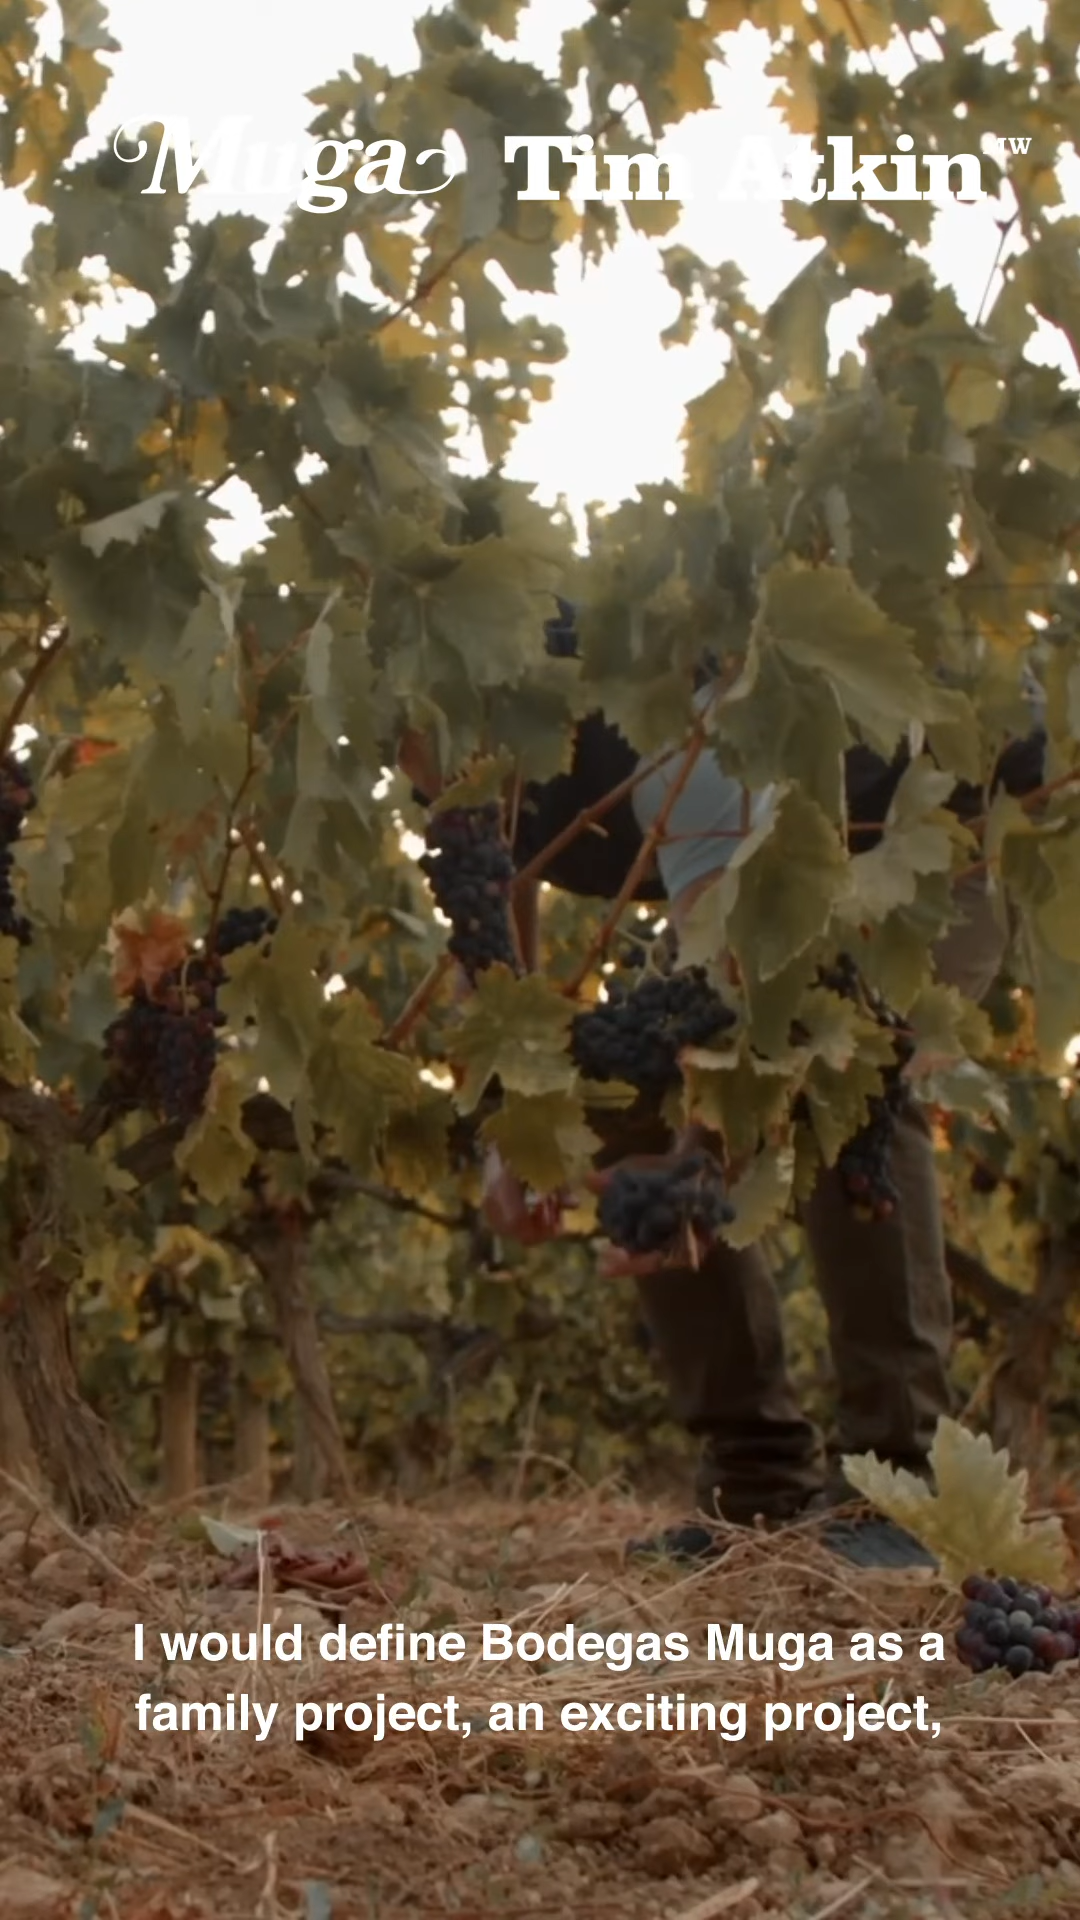 Muga Tim Atkin MW
I would define Bodegas Muga as a
family project, an exciting project,